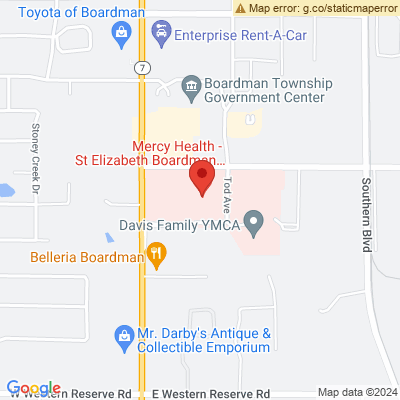 Map error: g.co/staticmaperror
Toyota of Boardman
Enterprise Rent-A-Car
7
Boardman Township
Government Center
Stoney Creek Dr
Mercy Health -
St Elizabeth Boardman...
Tod Ave
Southern Blvd
Davis Family YMCA
Belleria Boardman
Mr. Darby's Antique &
Collectible Emporium
Google
W Western Reserve Rd
E Western Reserve Rd
Map data ©2024